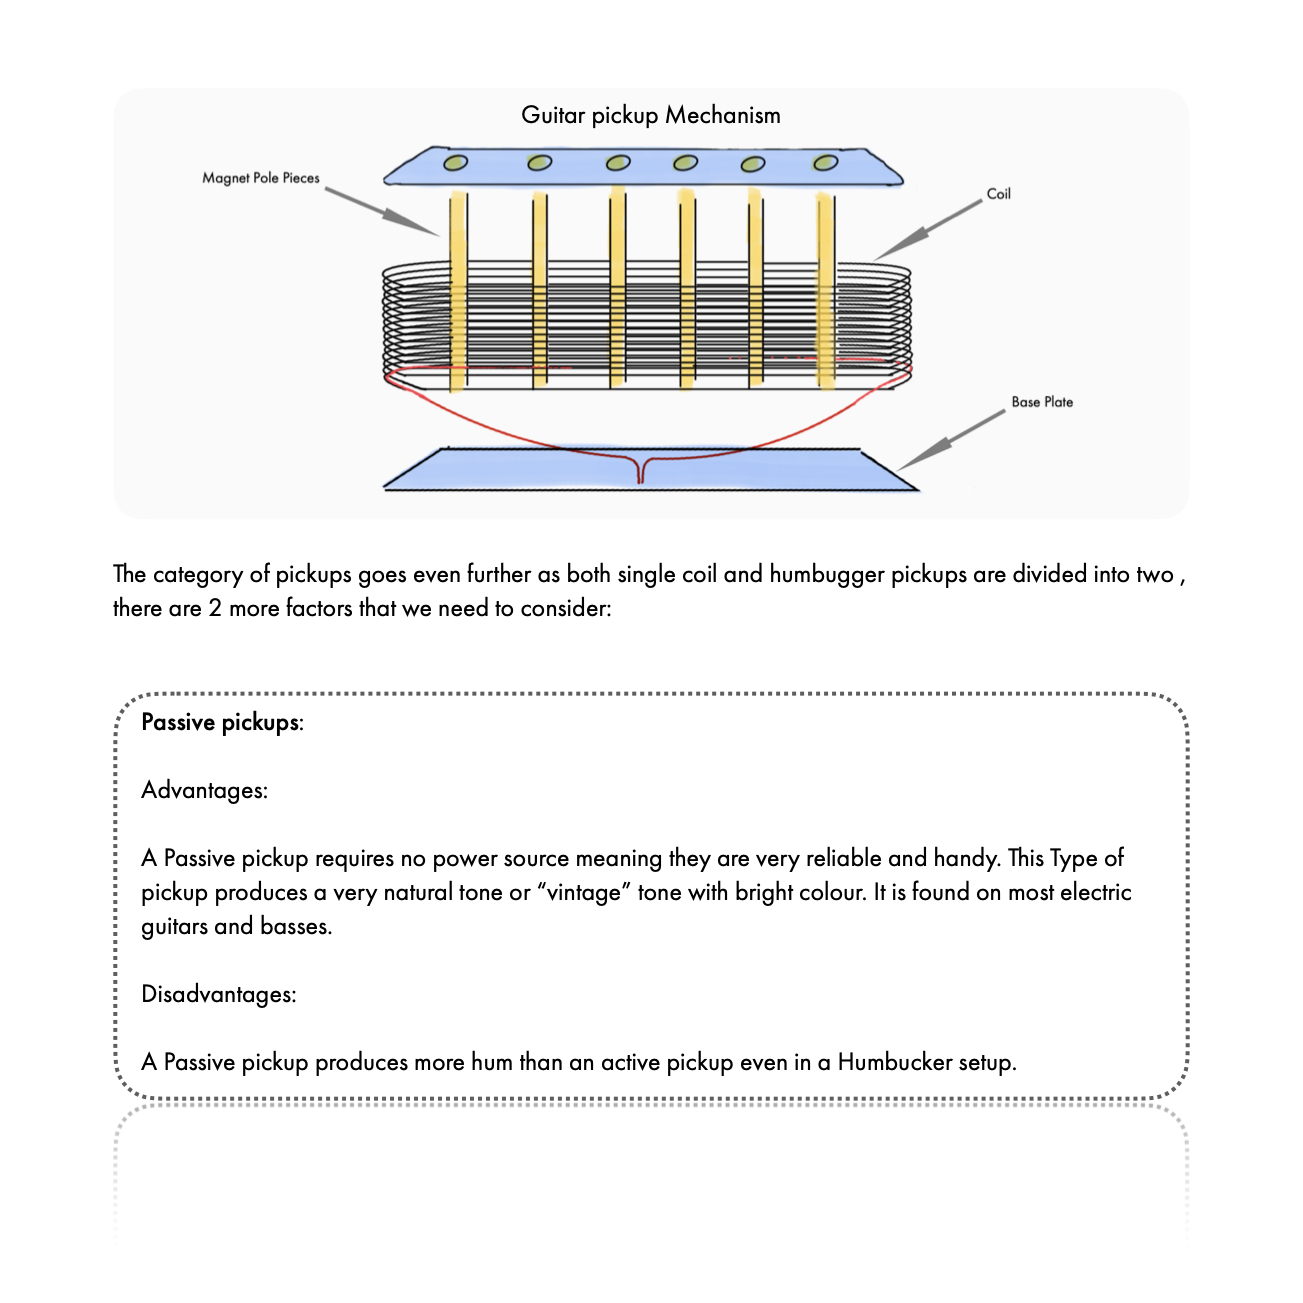 Guitar pickup Mechanism
Magnet Pole Pieces
Coil
Base Plate
The category of pickups goes even further as both single coil and humbugger pickups are divided into two ,
there are 2 more factors that we need to consider:
Passive pickups:
Advantages:
A Passive pickup requires no power source meaning they are very reliable and handy. This Type of
pickup produces a very natural tone or “vintage” tone with bright colour. It is found on most electric
guitars and basses.
Disadvantages:
A Passive pickup produces more hum than an active pickup even in a Humbucker setup.